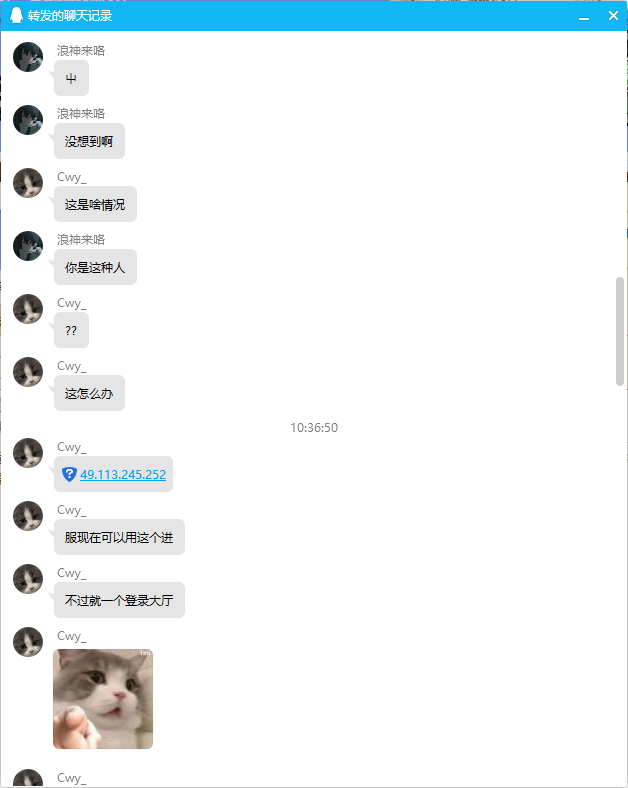 转发的聊天记录
浪神来咯
屮
浪神来咯
没想到啊
Cwy_
这是啥情况
浪神来咯
你是这种人
Cwy_
??
Cwy_
这怎么办
10:36:50
Cwy_
49.113.245.252
Cwy_
服现在可以用这个进
Cwy_
不过就一个登录大厅
Cwy_
Cwy_